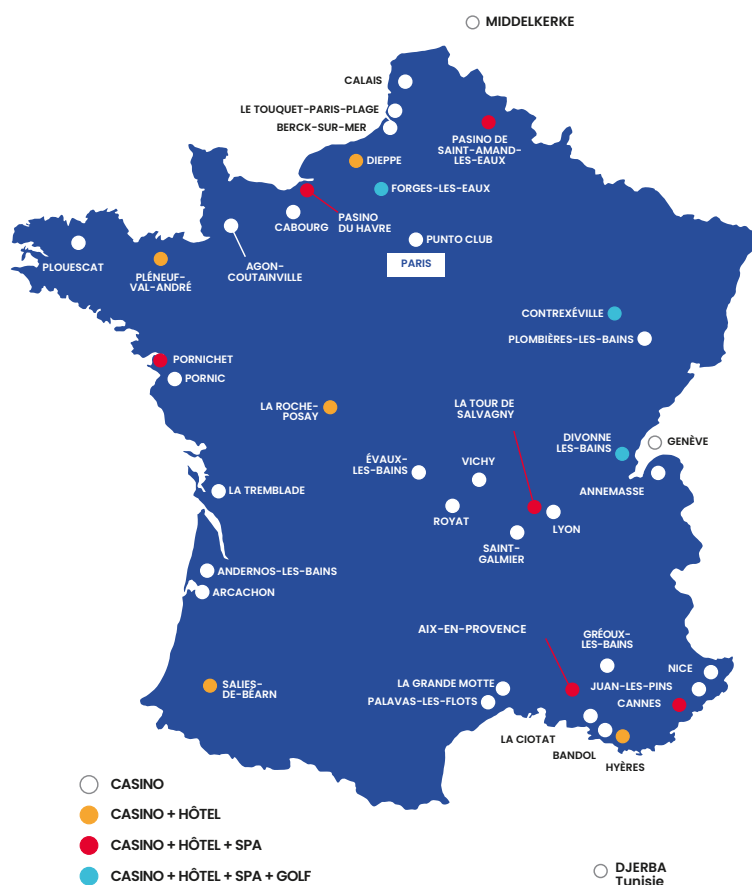 MIDDELKERKE
CALAIS
LE TOUQUET-PARIS-PLAGE
BERCK-SUR-MER
PASINO DE
SAINT-AMAND-
LES-EAUX
DIEPPE
FORGES-LES-EAUX
PASINO
DU HAVRE
CABOURG
PUNTO CLUB
PARIS
AGON-
COUTAINVILLE
PLOUESCAT
PLÉNEUF-
VAL-ANDRÉ
CONTREXÉVILLE
PLOMBIÈRES-LES-BAINS
PORNICHET
PORNIC
LA ROCHE-
POSAY
LA TOUR DE
SALVAGNY
DIVONNE
LES-BAINS
GENÈVE
ÉVAUX-
LES-BAINS
VICHY
ANNEMASSE
LA TREMBLADE
ROYAT
LYON
SAINT-
GALMIER
ANDERNOS-LES-BAINS
ARCACHON
AIX-EN-PROVENCE
GRÉOUX-
LES-BAINS
NICE
SALIES-
DE-BÉARN
LA GRANDE MOTTE
JUAN-LES-PINS
PALAVAS-LES-FLOTS
CANNES
LA CIOTAT
BANDOL
HYÈRES
CASINO
CASINO + HÔTEL
CASINO + HÔTEL + SPA
CASINO + HÔTEL + SPA + GOLF
DJERBA
Tunisie